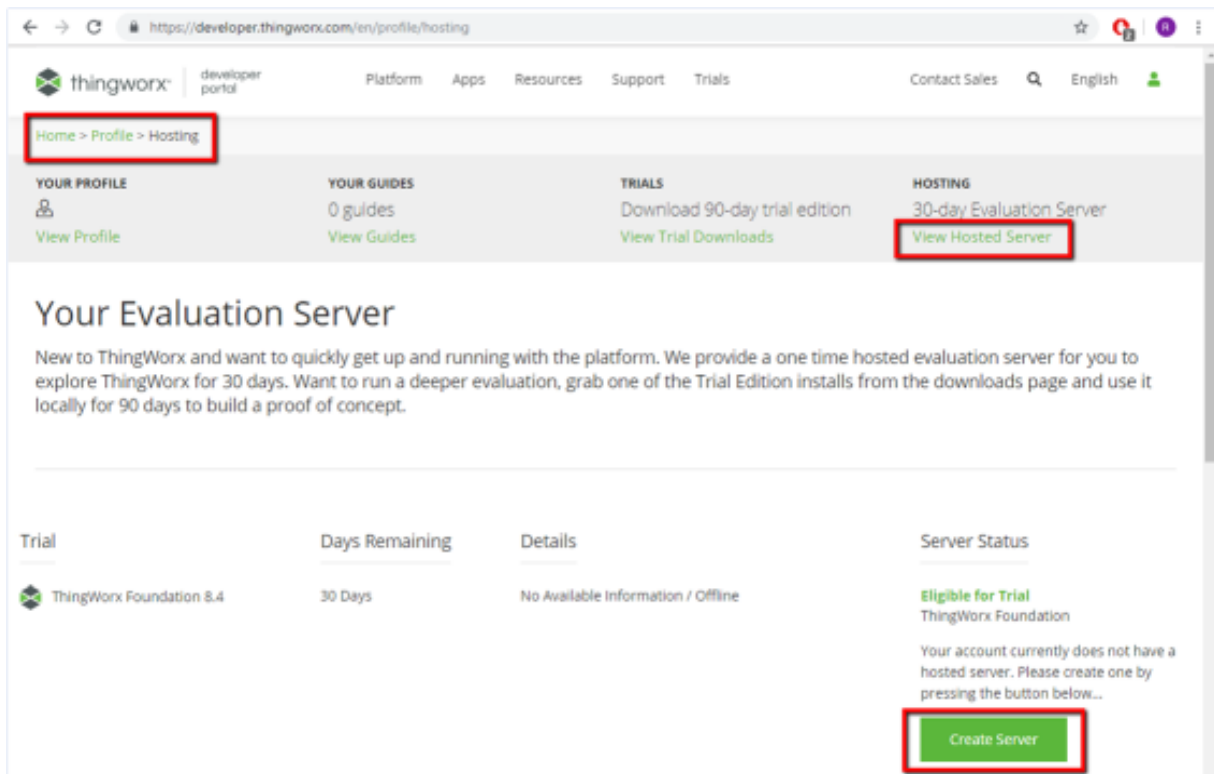 https://developer.thingworx.com/en/profile/hosting
thingworx developer portal Platform Apps Resources Support Trials Contact Sales English
Home > Profile > Hosting
YOUR PROFILE YOUR GUIDES TRIALS HOSTING
0 guides Download 90-day trial edition 30-day Evaluation Server
View Profile View Guides View Trial Downloads View Hosted Server
Your Evaluation Server
New to ThingWorx and want to quickly get up and running with the platform. We provide a one time hosted evaluation server for you to
explore ThingWorx for 30 days. Want to run a deeper evaluation, grab one of the Trial Edition installs from the downloads page and use it
locally for 90 days to build a proof of concept.
Trial Days Remaining Details Server Status
ThingWorx Foundation 8.4 30 Days No Available Information / Offline Eligible for Trial
ThingWorx Foundation
Your account currently does not have a
hosted server. Please create one by
pressing the button below...
Create Server